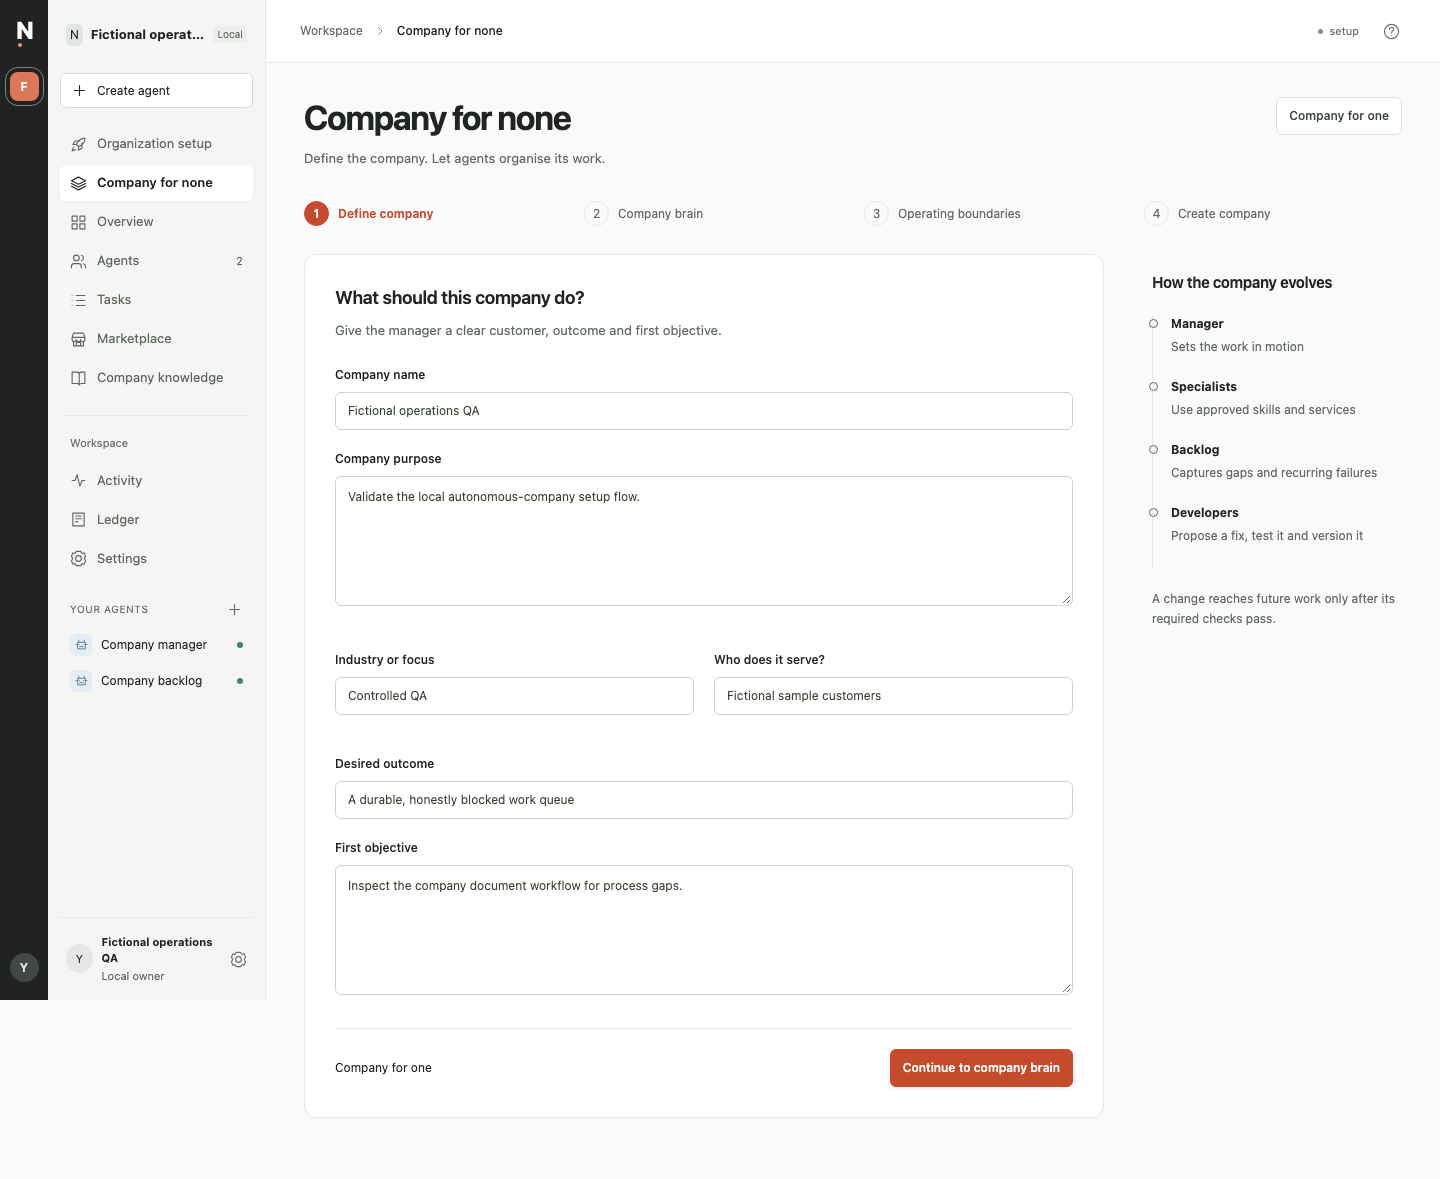 N
F
N Fictional operat... Local
Create agent
Organization setup
Company for none
Overview
Agents 2
Tasks
Marketplace
Company knowledge
Workspace
Activity
Ledger
Settings
YOUR AGENTS
Company manager
Company backlog
Y
Y
Fictional operations
QA
Local owner
Workspace > Company for none
setup
?
Company for none
Company for one
Define the company. Let agents organise its work.
1 Define company
2 Company brain
3 Operating boundaries
4 Create company
What should this company do?
Give the manager a clear customer, outcome and first objective.
Company name
Fictional operations QA
Company purpose
Validate the local autonomous-company setup flow.
Industry or focus
Controlled QA
Who does it serve?
Fictional sample customers
Desired outcome
A durable, honestly blocked work queue
First objective
Inspect the company document workflow for process gaps.
Company for one
Continue to company brain
How the company evolves
Manager
Sets the work in motion
Specialists
Use approved skills and services
Backlog
Captures gaps and recurring failures
Developers
Propose a fix, test it and version it
A change reaches future work only after its
required checks pass.